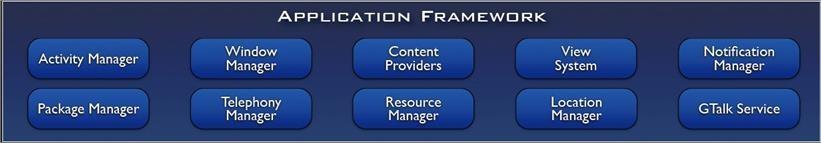 APPLICATION FRAMEWORK
Activity Manager
Window
Manager
Content
Providers
View
System
Notification
Manager
Package Manager
Telephony
Manager
Resource
Manager
Location
Manager
GTalk Service